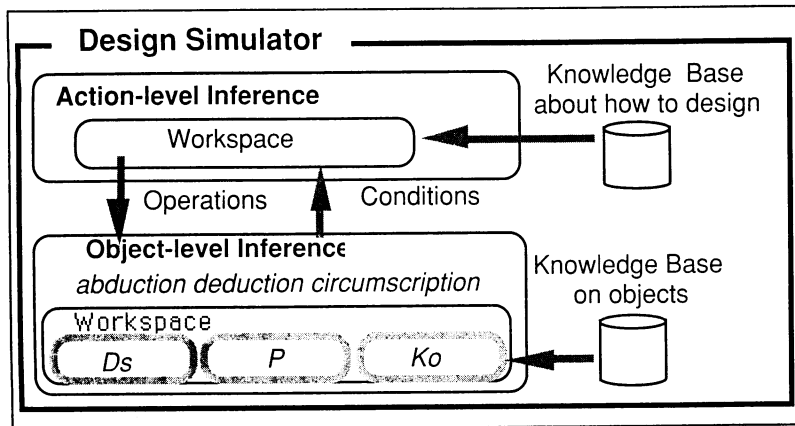 Design Simulator
Action-level Inference
Workspace
Knowledge Base
about how to design
Operations
Conditions
Object-level Inference
abduction deduction circumscription
Workspace
Ds
P
Ko
Knowledge Base
on objects